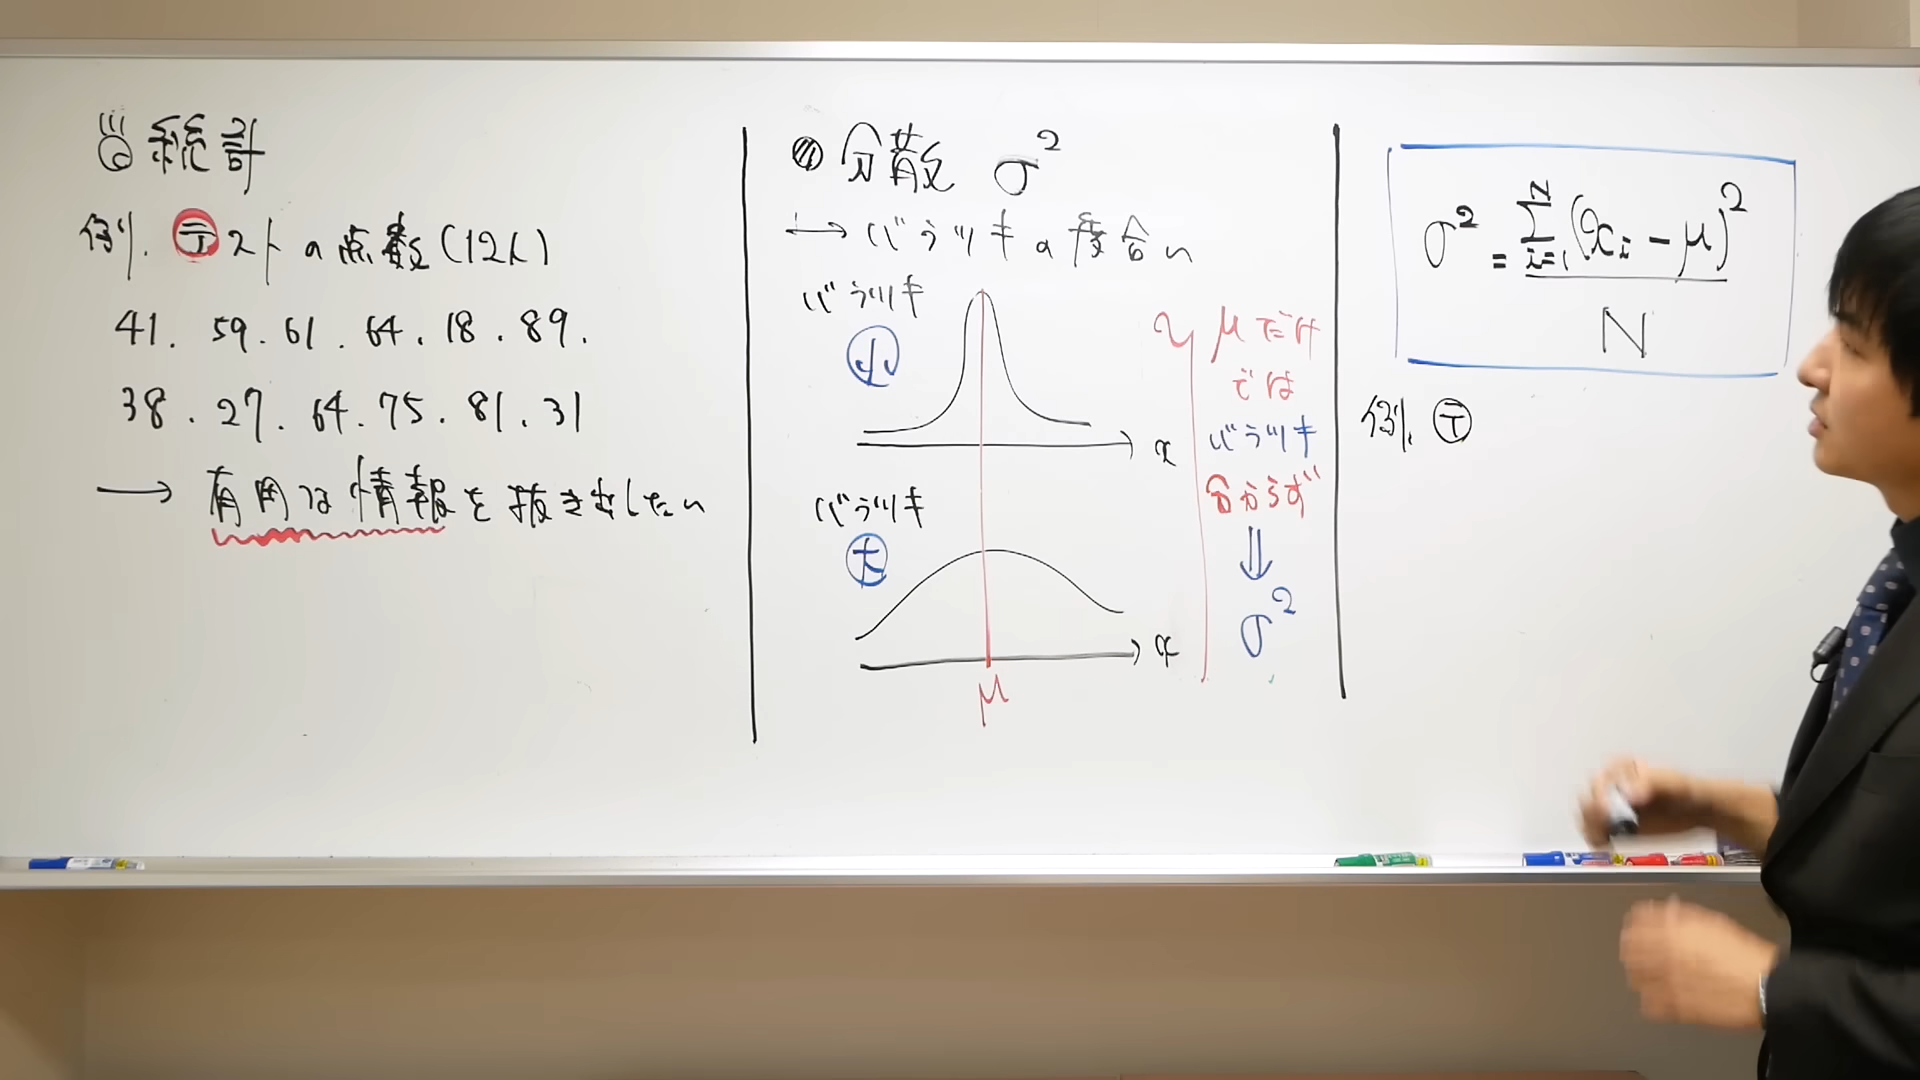 統計
例. テストの点数(12人)
41. 59. 61. 64. 18. 89.
38. 27. 64. 75. 81. 31
→ 有用な情報を抜き出したい
分散 σ²
→ バラツキの度合い
バラツキ
小
x
バラツキ
大
x
μ
μだけ
では
バラツキ
分からず
⇓
σ²
σ² = Σ_{i=1}^{N} (x_i - μ)² / N
例. テ